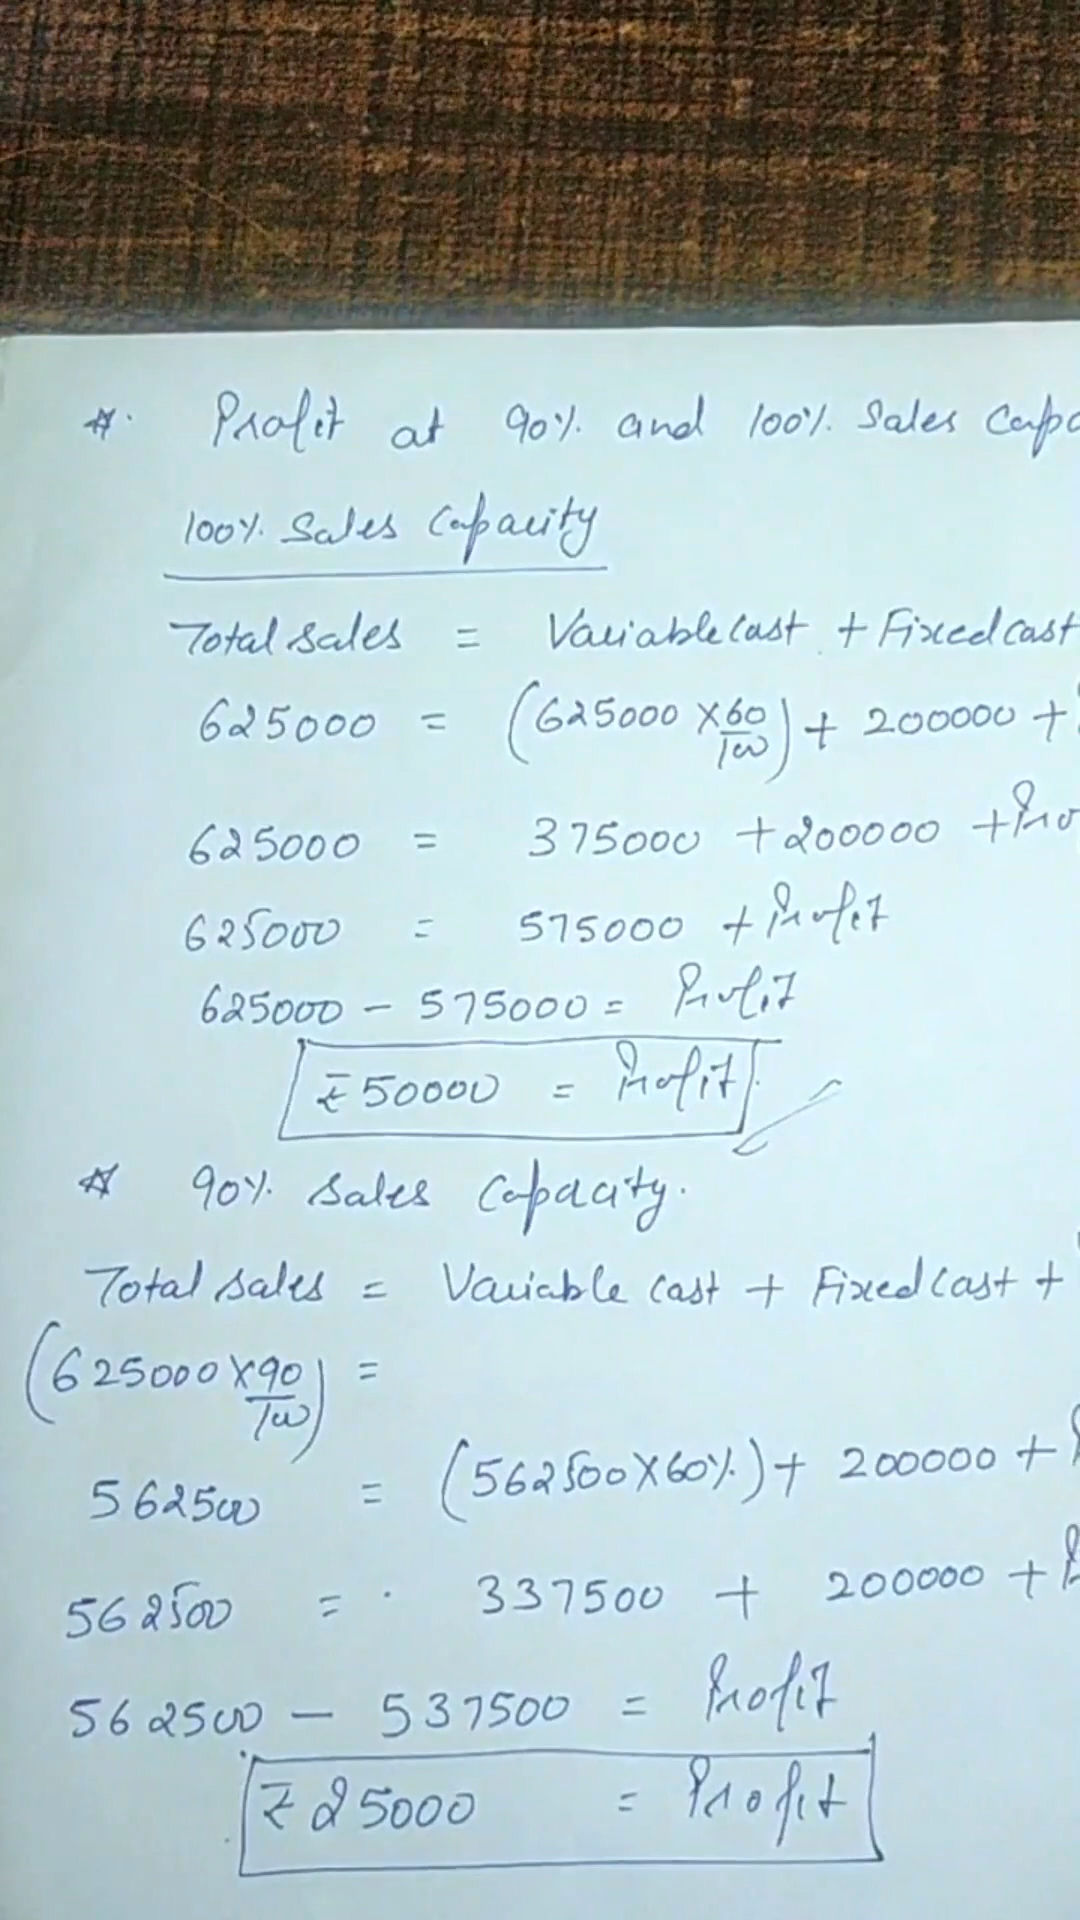 * Profit at 90% and 100% Sales Capa
100% Sales Capacity
Total sales = Variable Cost + Fixed cost
625000 = (625000 X 60/100) + 200000 +
625000 = 375000 + 200000 + Pro
625000 = 575000 + Profit
625000 - 575000 = Profit
₹ 50000 = Profit
* 90% Sales Capacity.
Total sales = Variable Cost + Fixed Cost +
(625000 X 90/100) =
562500 = (562500 X 60%) + 200000 +
562500 = 337500 + 200000 + P
562500 - 537500 = Profit
₹ 25000 = Profit